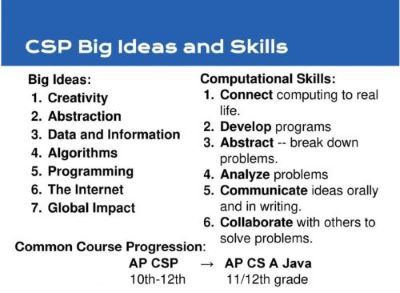 CSP Big Ideas and Skills
Big Ideas:
1. Creativity
2. Abstraction
3. Data and Information
4. Algorithms
5. Programming
6. The Internet
7. Global Impact
Computational Skills:
1. Connect computing to real
life.
2. Develop programs
3. Abstract -- break down
problems.
4. Analyze problems
5. Communicate ideas orally
and in writing.
6. Collaborate with others to
solve problems.
Common Course Progression:
AP CSP → AP CS A Java
10th-12th 11/12th grade